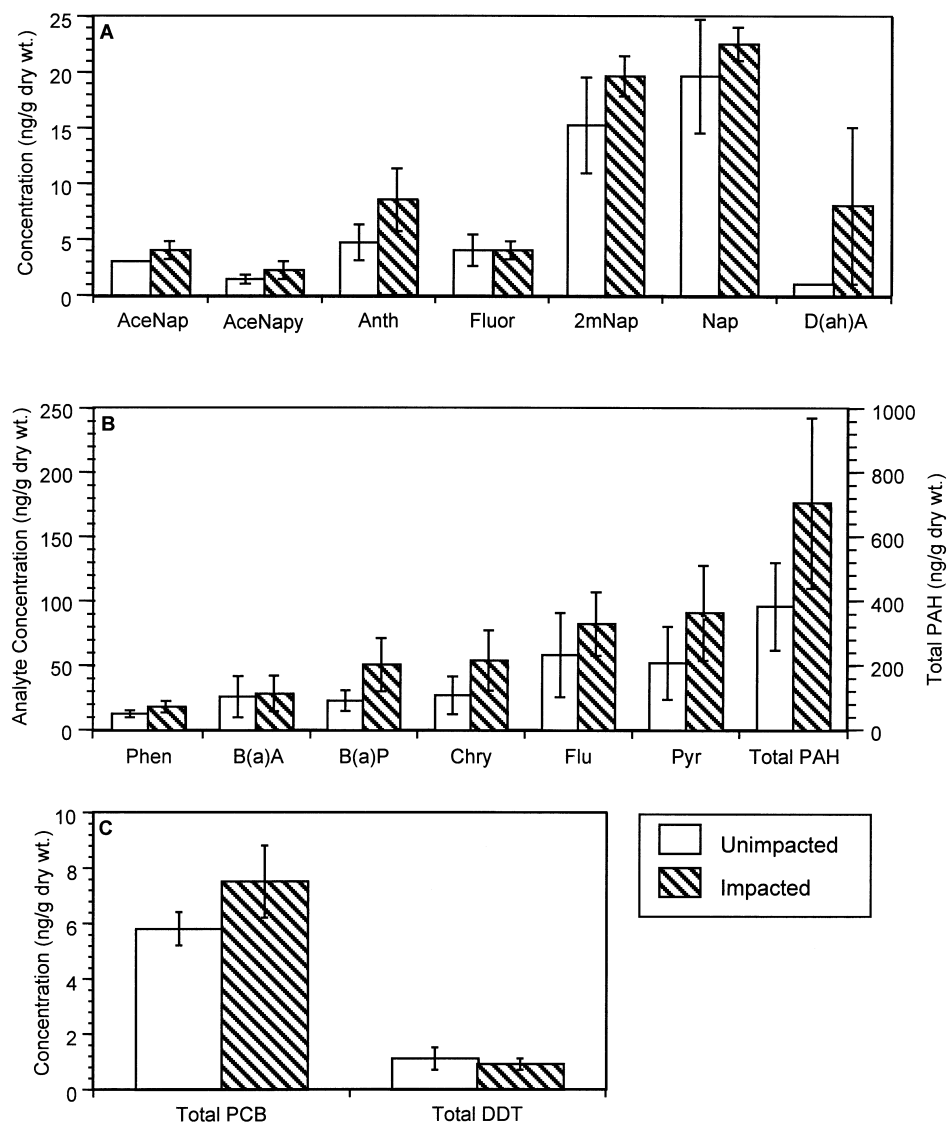 A
Concentration (ng/g dry wt.)
25
20
15
10
5
0
AceNap AceNapy Anth Fluor 2mNap Nap D(ah)A
B
Analyte Concentration (ng/g dry wt.)
250
200
150
100
50
0
1000
800
600
400
200
0
Total PAH (ng/g dry wt.)
Phen B(a)A B(a)P Chry Flu Pyr Total PAH
C
Concentration (ng/g dry wt.)
10
8
6
4
2
0
Total PCB Total DDT
Unimpacted
Impacted